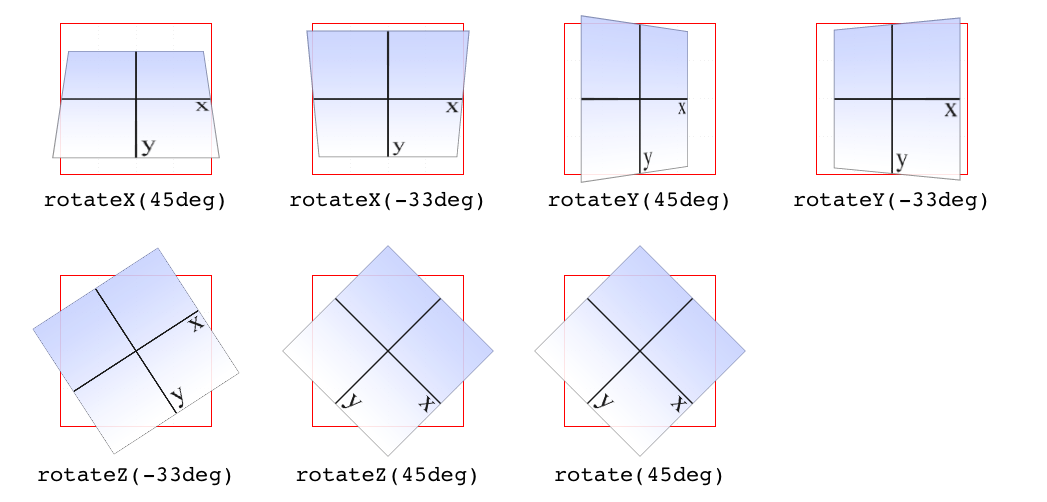 x x x x
y y y y
rotateX(45deg) rotateX(-33deg) rotateY(45deg) rotateY(-33deg)
x
y y x y x
rotateZ(-33deg) rotateZ(45deg) rotate(45deg)